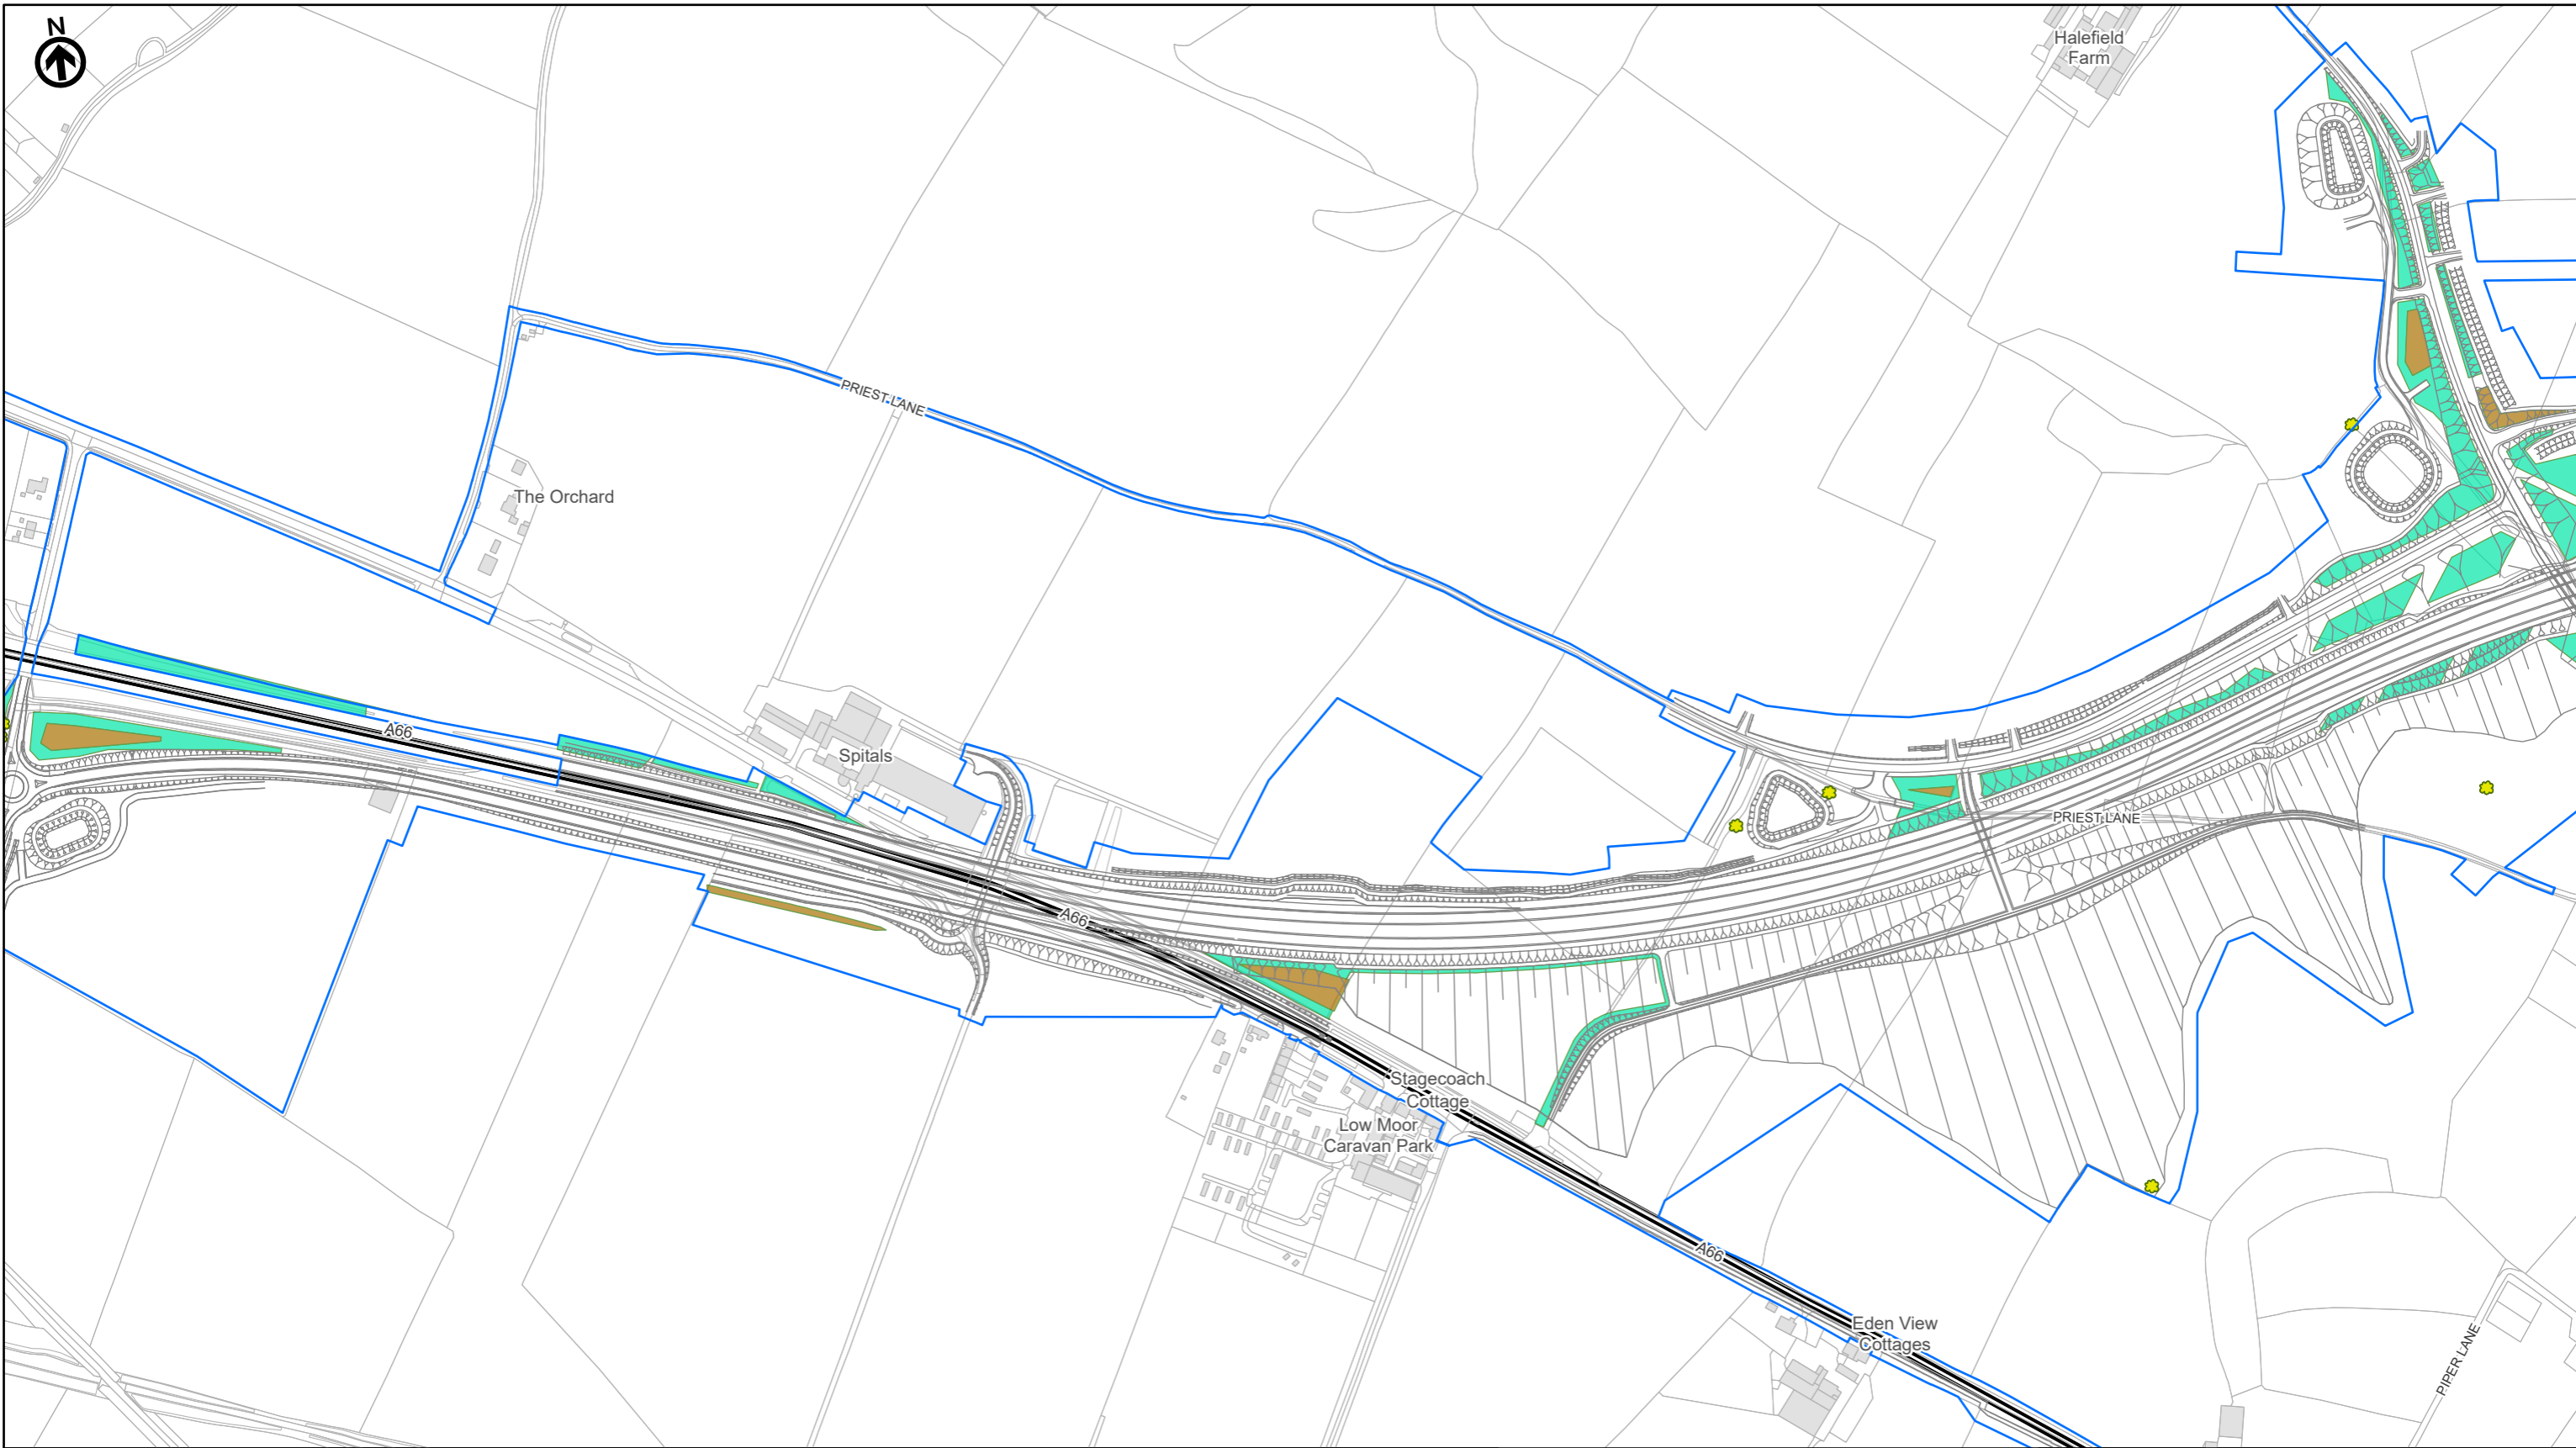 N
Halefield
Farm
PRIEST LANE
The Orchard
A66
Spitals
PRIEST LANE
A66
Stagecoach
Cottage
Low Moor
Caravan Park
A66
Eden View
Cottages
PIPER LANE